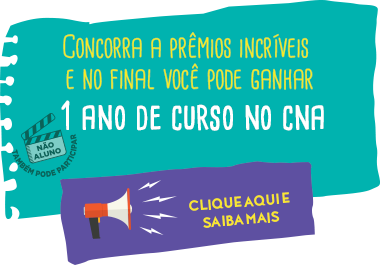 CONCORRA A PRÊMIOS INCRÍVEIS
E NO FINAL VOCÊ PODE GANHAR
1 ANO DE CURSO NO CNA
NÃO
ALUNO
TAMBÉM PODE PARTICIPAR
CLIQUE AQUI E
SAIBA MAIS